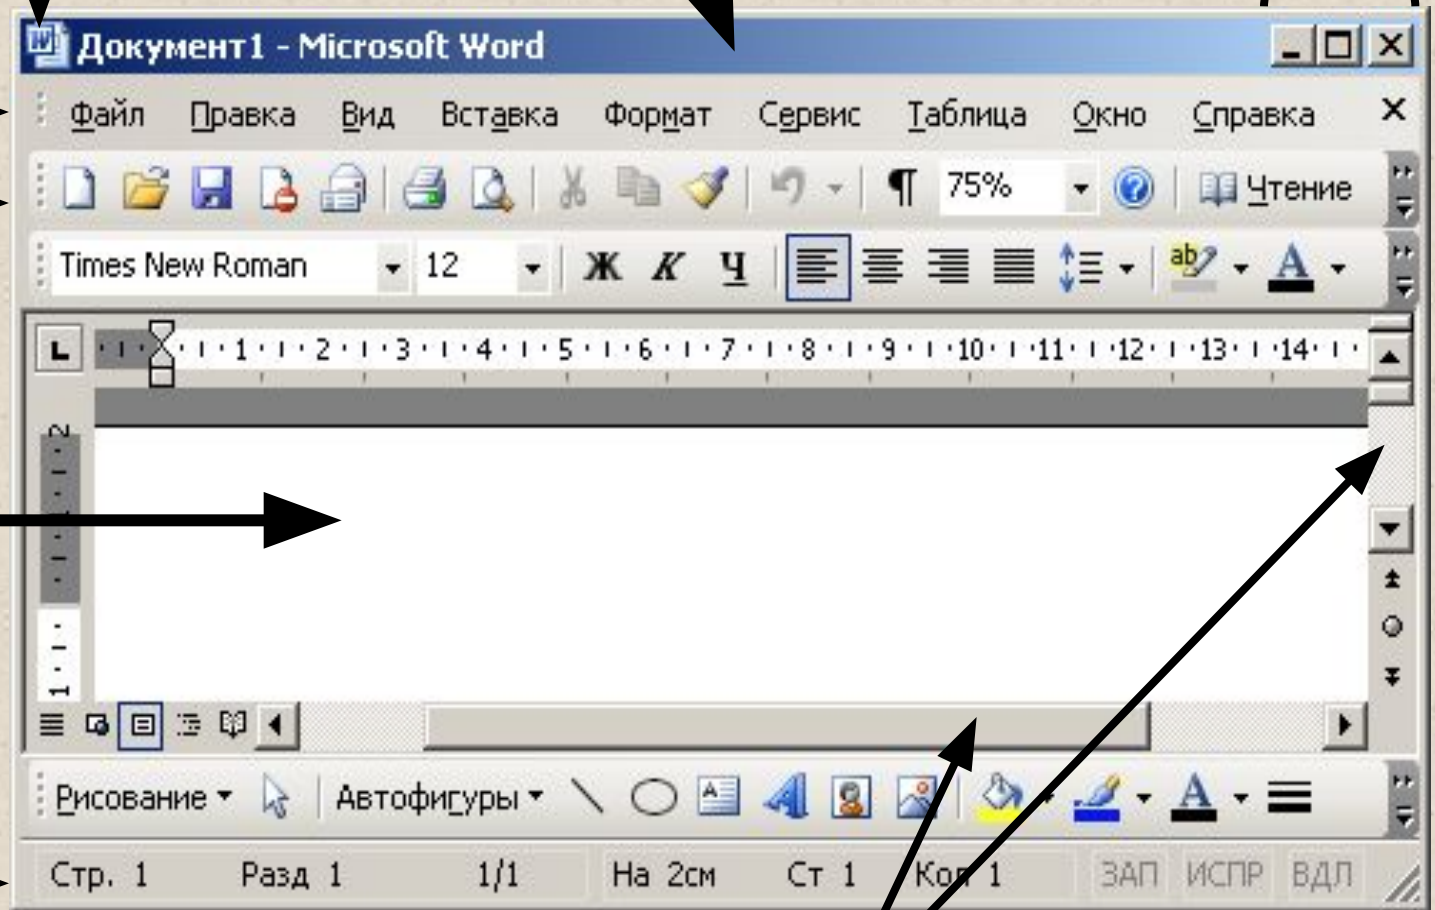 Документ1 - Microsoft Word
Файл Правка Вид Вставка Формат Сервис Таблица Окно Справка
75% Чтение
Times New Roman 12 Ж К Ч
1 2 3 4 5 6 7 8 9 10 11 12 13 14
2
1
Рисование Автофигуры
Стр. 1 Разд 1 1/1 На 2см Ст 1 Кол 1 ЗАП ИСПР ВДЛ